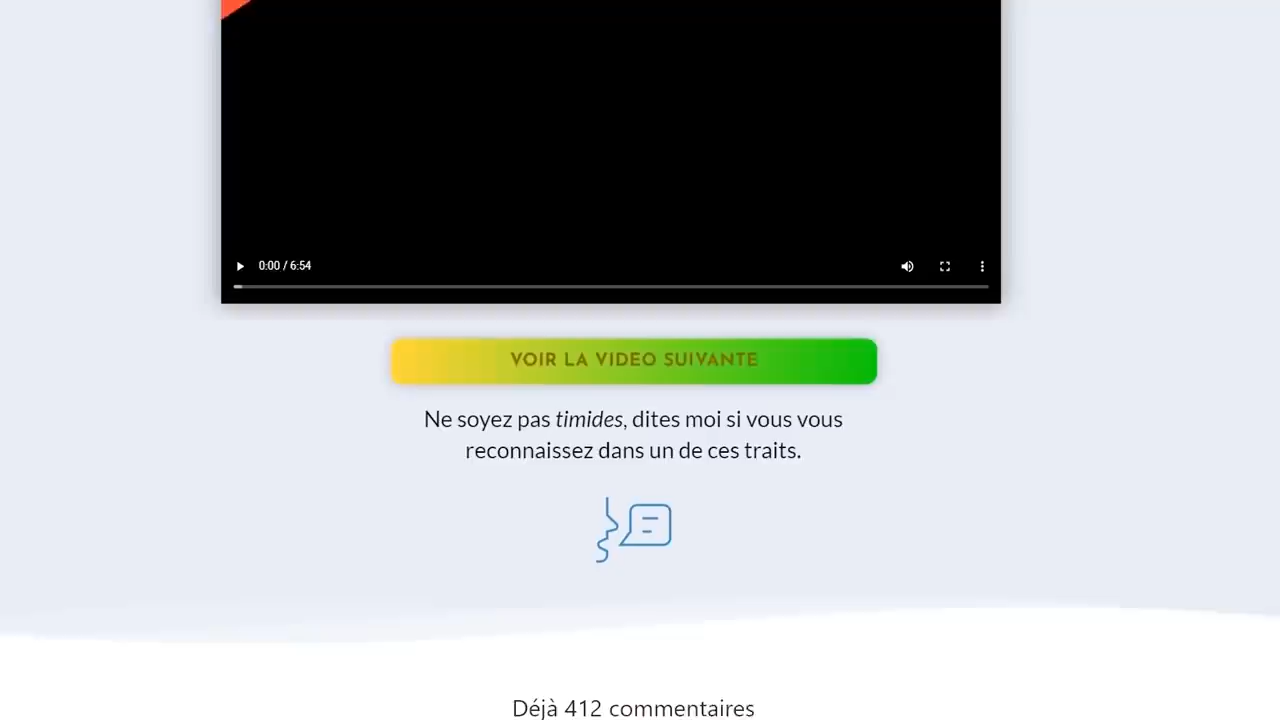 0:00 / 6:54
VOIR LA VIDEO SUIVANTE
Ne soyez pas timides, dites moi si vous vous
reconnaissez dans un de ces traits.
Déjà 412 commentaires